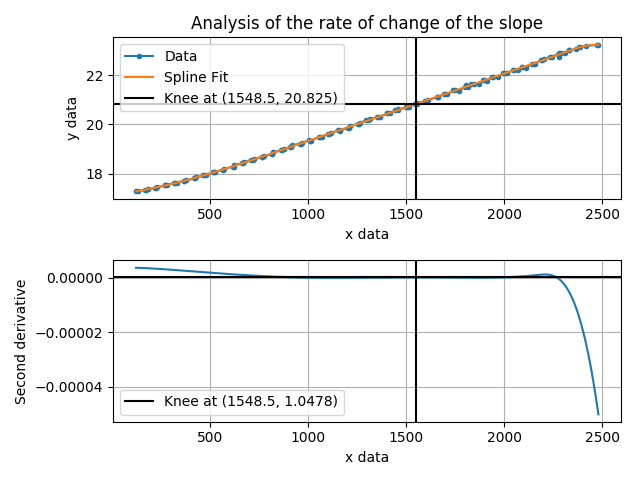 Analysis of the rate of change of the slope
Data
Spline Fit
Knee at (1548.5, 20.825)
22
20
18
y data
500 1000 1500 2000 2500
x data
0.00000
−0.00002
−0.00004
Second derivative
Knee at (1548.5, 1.0478)
500 1000 1500 2000 2500
x data